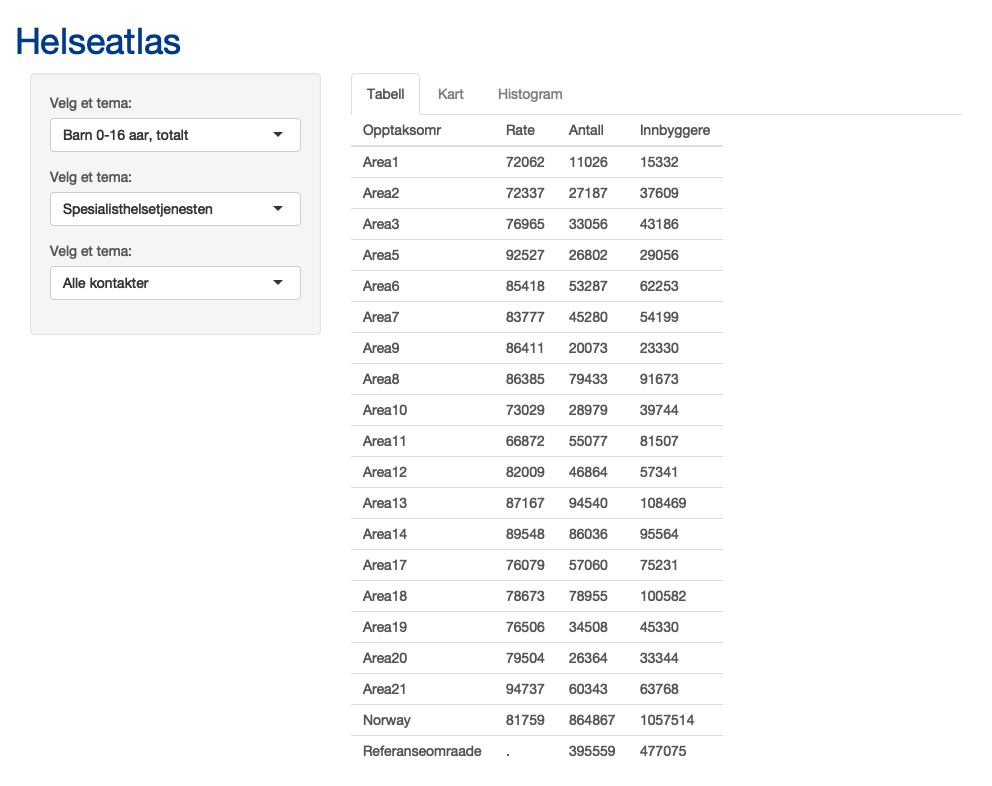 Helseatlas
Velg et tema:
Barn 0-16 aar, totalt
Velg et tema:
Spesialisthelsetjenesten
Velg et tema:
Alle kontakter
Tabell Kart Histogram
Opptaksomr Rate Antall Innbyggere
Area1 72062 11026 15332
Area2 72337 27187 37609
Area3 76965 33056 43186
Area5 92527 26802 29056
Area6 85418 53287 62253
Area7 83777 45280 54199
Area9 86411 20073 23330
Area8 86385 79433 91673
Area10 73029 28979 39744
Area11 66872 55077 81507
Area12 82009 46864 57341
Area13 87167 94540 108469
Area14 89548 86036 95564
Area17 76079 57060 75231
Area18 78673 78955 100582
Area19 76506 34508 45330
Area20 79504 26364 33344
Area21 94737 60343 63768
Norway 81759 864867 1057514
Referanseomraade . 395559 477075